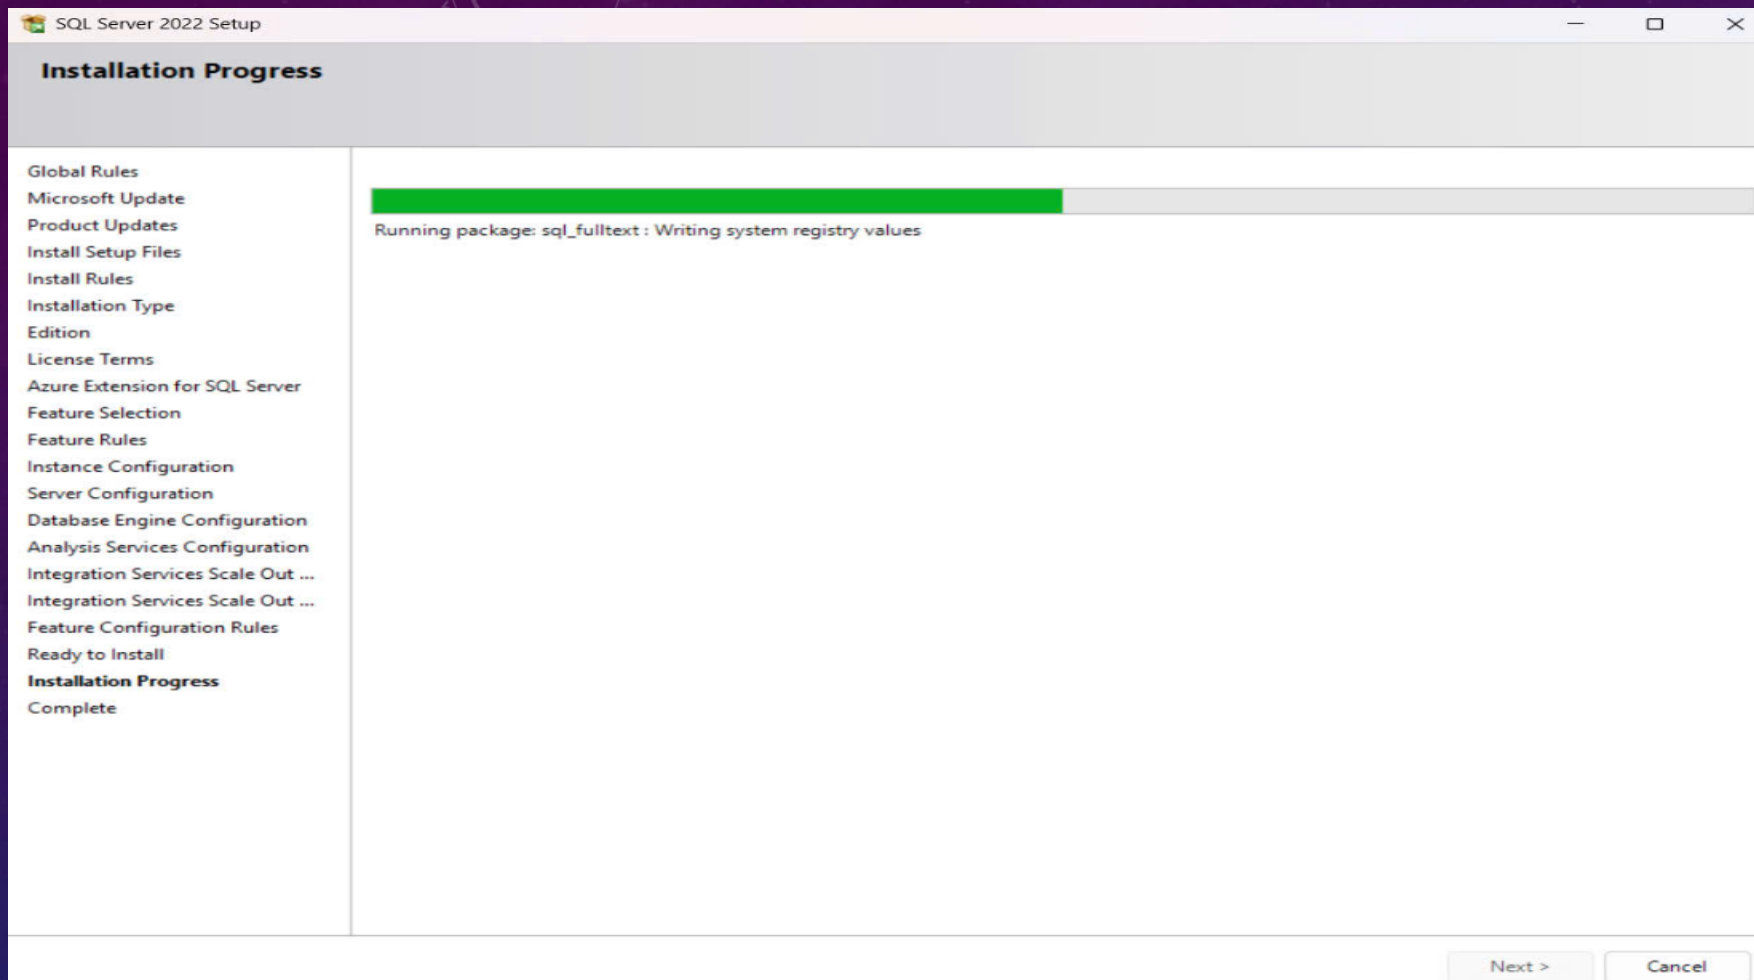 SQL Server 2022 Setup
Installation Progress
Global Rules
Microsoft Update
Product Updates
Install Setup Files
Install Rules
Installation Type
Edition
License Terms
Azure Extension for SQL Server
Feature Selection
Feature Rules
Instance Configuration
Server Configuration
Database Engine Configuration
Analysis Services Configuration
Integration Services Scale Out ...
Integration Services Scale Out ...
Feature Configuration Rules
Ready to Install
Installation Progress
Complete
Running package: sql_fulltext : Writing system registry values
Next >
Cancel